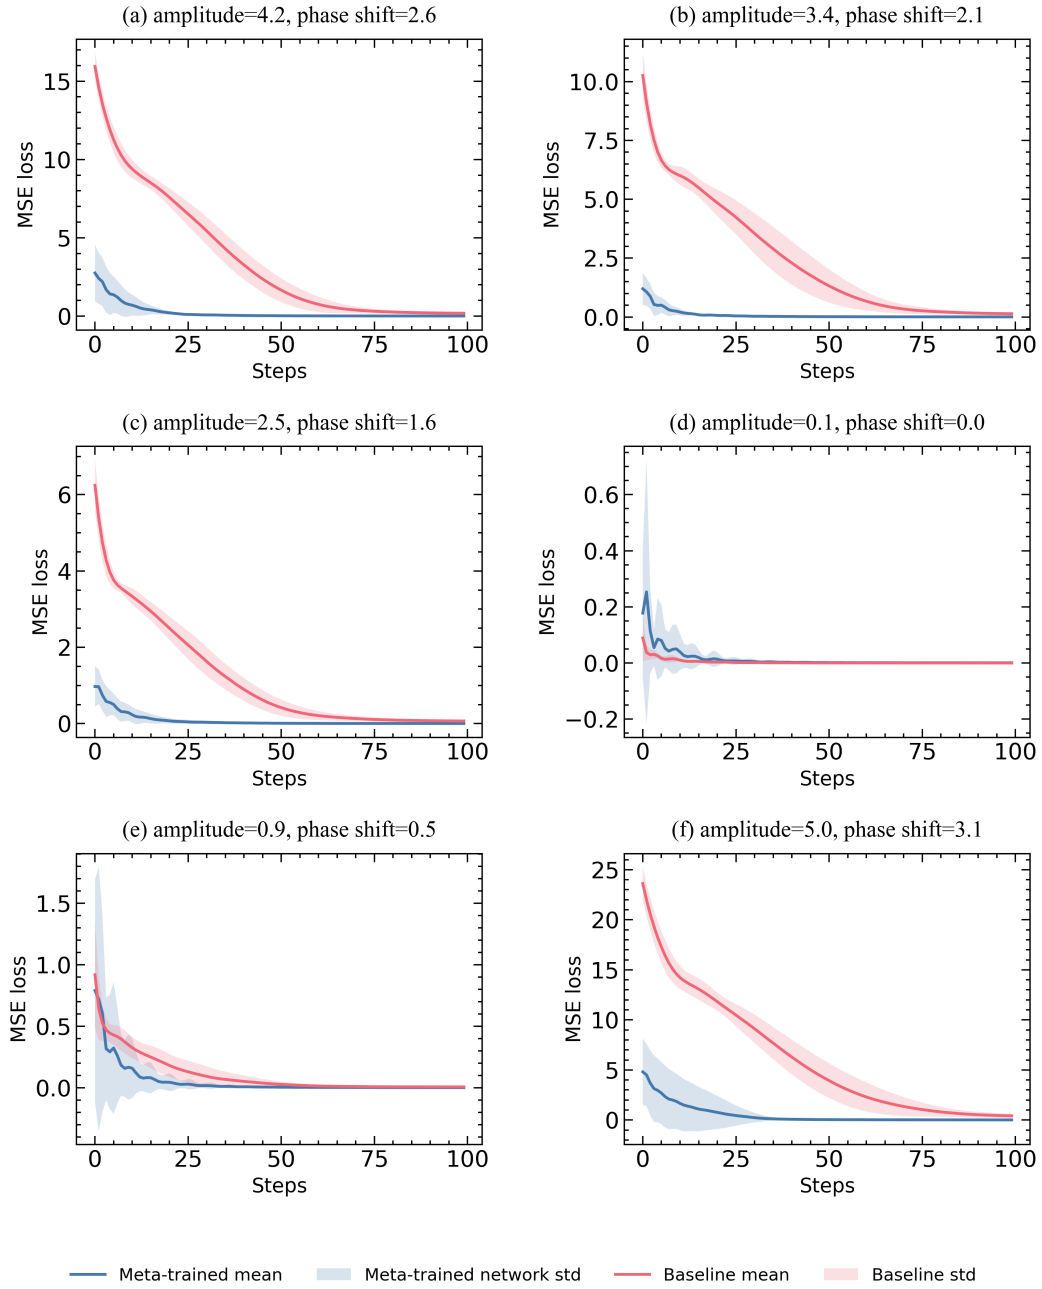 (a) amplitude=4.2, phase shift=2.6
(b) amplitude=3.4, phase shift=2.1
MSE loss
15
10
5
0
0 25 50 75 100
Steps
MSE loss
10.0
7.5
5.0
2.5
0.0
0 25 50 75 100
Steps
(c) amplitude=2.5, phase shift=1.6
(d) amplitude=0.1, phase shift=0.0
MSE loss
6
4
2
0
0 25 50 75 100
Steps
MSE loss
0.6
0.4
0.2
0.0
−0.2
0 25 50 75 100
Steps
(e) amplitude=0.9, phase shift=0.5
(f) amplitude=5.0, phase shift=3.1
MSE loss
1.5
1.0
0.5
0.0
0 25 50 75 100
Steps
MSE loss
25
20
15
10
5
0
0 25 50 75 100
Steps
Meta-trained mean Meta-trained network std Baseline mean Baseline std